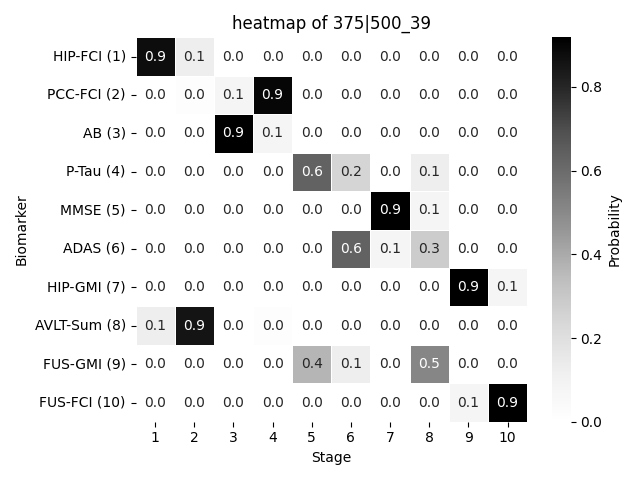 heatmap of 375|500_39
HIP-FCI (1) 0.9 0.1 0.0 0.0 0.0 0.0 0.0 0.0 0.0 0.0
PCC-FCI (2) 0.0 0.0 0.1 0.9 0.0 0.0 0.0 0.0 0.0 0.0
AB (3) 0.0 0.0 0.9 0.1 0.0 0.0 0.0 0.0 0.0 0.0
P-Tau (4) 0.0 0.0 0.0 0.0 0.6 0.2 0.0 0.1 0.0 0.0
MMSE (5) 0.0 0.0 0.0 0.0 0.0 0.0 0.9 0.1 0.0 0.0
ADAS (6) 0.0 0.0 0.0 0.0 0.0 0.6 0.1 0.3 0.0 0.0
HIP-GMI (7) 0.0 0.0 0.0 0.0 0.0 0.0 0.0 0.0 0.9 0.1
AVLT-Sum (8) 0.1 0.9 0.0 0.0 0.0 0.0 0.0 0.0 0.0 0.0
FUS-GMI (9) 0.0 0.0 0.0 0.0 0.4 0.1 0.0 0.5 0.0 0.0
FUS-FCI (10) 0.0 0.0 0.0 0.0 0.0 0.0 0.0 0.0 0.1 0.9
1 2 3 4 5 6 7 8 9 10
Stage
Biomarker
0.8
0.6
0.4
0.2
0.0
Probability